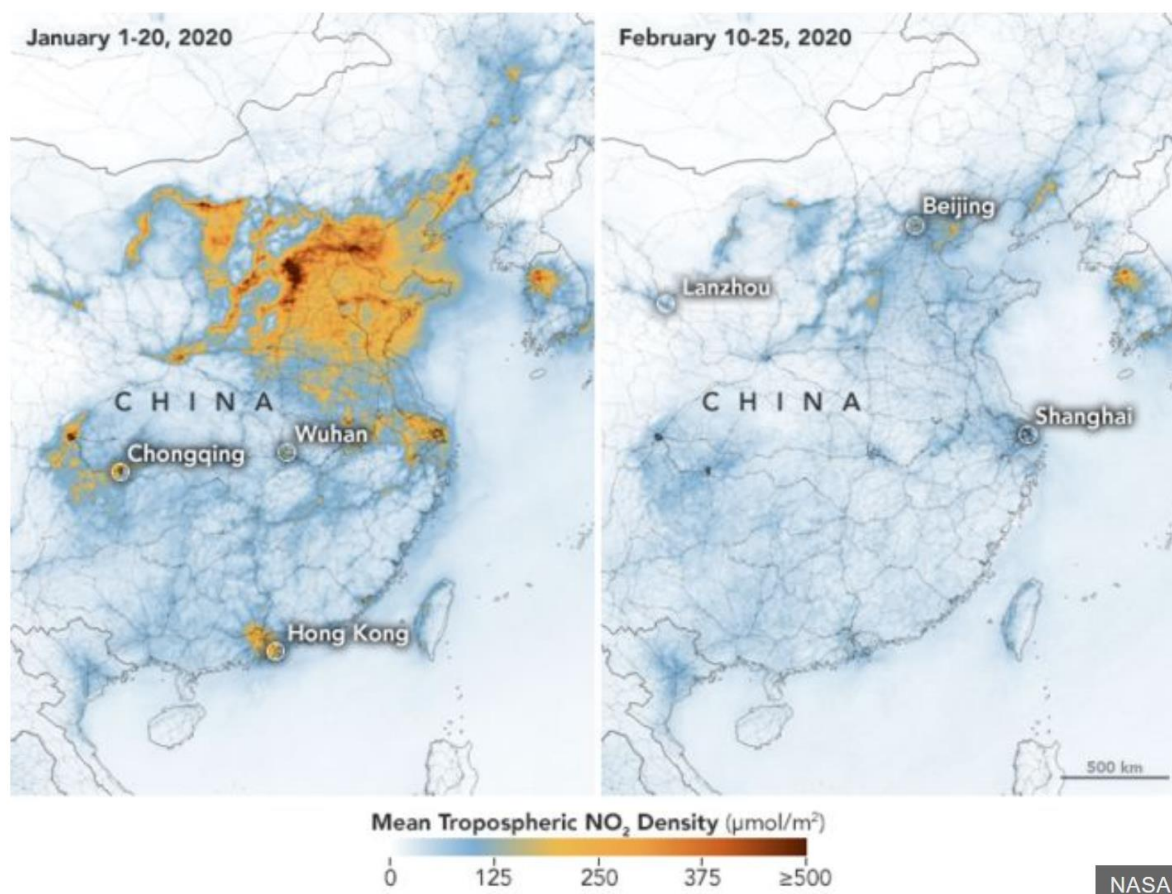 January 1-20, 2020
February 10-25, 2020
Beijing
Lanzhou
CHINA
CHINA
Shanghai
Wuhan
Chongqing
Hong Kong
500 km
Mean Tropospheric NO₂ Density (μmol/m²)
0 125 250 375 ≥500
NASA